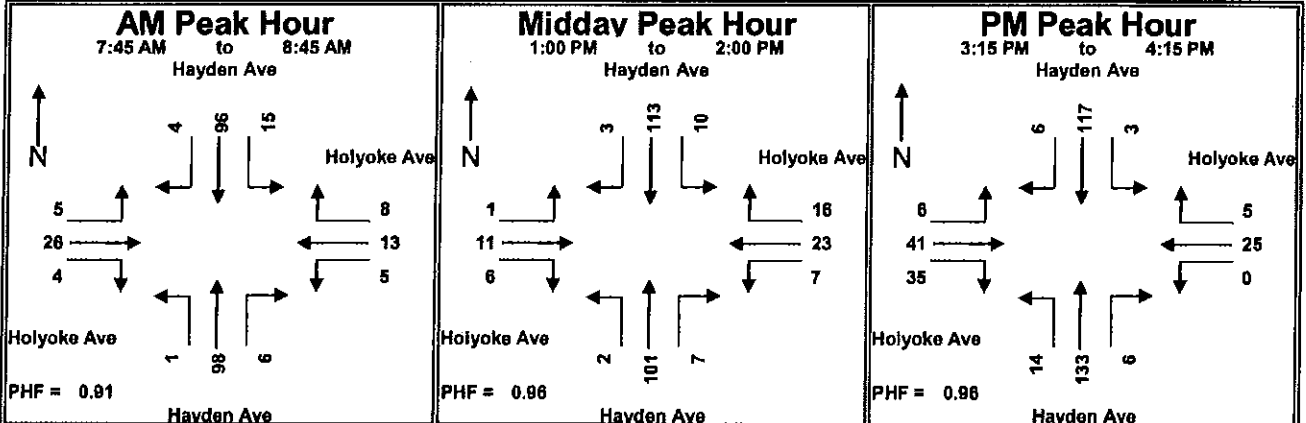 AM Peak Hour
7:45 AM to 8:45 AM
Hayden Ave
4 96 15
N
Holyoke Ave
5 8
26 13
4 5
Holyoke Ave
1 98 6
PHF = 0.91
Hayden Ave
Midday Peak Hour
1:00 PM to 2:00 PM
Hayden Ave
3 113 10
N
Holyoke Ave
1 16
11 23
6 7
Holyoke Ave
2 101 7
PHF = 0.96
Hayden Ave
PM Peak Hour
3:15 PM to 4:15 PM
Hayden Ave
6 117 3
N
Holyoke Ave
6 5
41 25
35 0
Holyoke Ave
14 133 6
PHF = 0.96
Hayden Ave